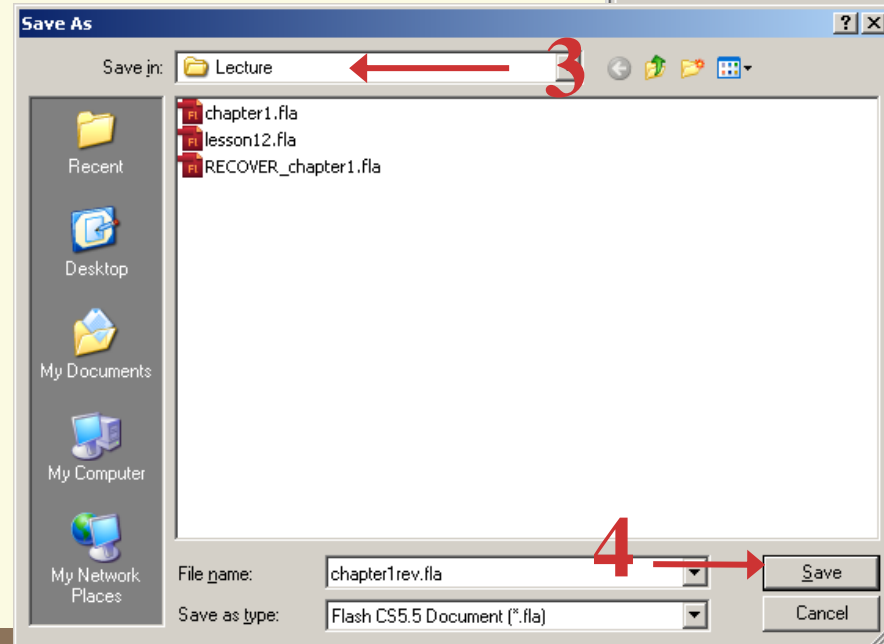 Save As
Save in: Lecture
3
chapter1.fla
lesson12.fla
RECOVER_chapter1.fla
Recent
Desktop
My Documents
My Computer
My Network
Places
4
File name: chapter1rev.fla Save
Save as type: Flash CS5.5 Document (*.fla) Cancel